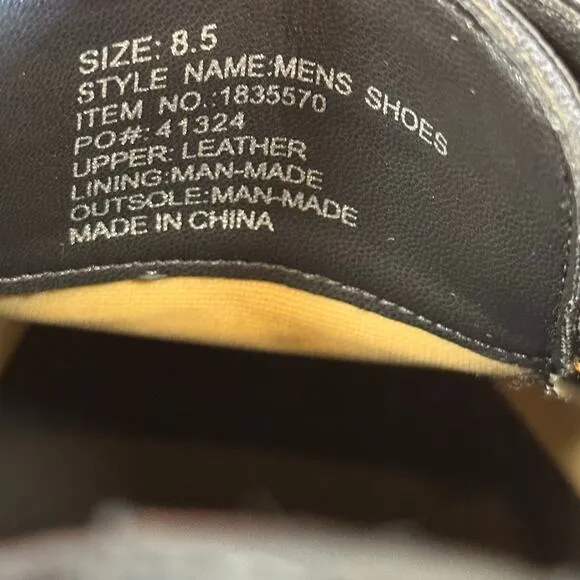 SIZE: 8.5
STYLE NAME:MENS SHOES
ITEM NO.:1835570
PO#:41324
UPPER: LEATHER
LINING:MAN-MADE
OUTSOLE:MAN-MADE
MADE IN CHINA